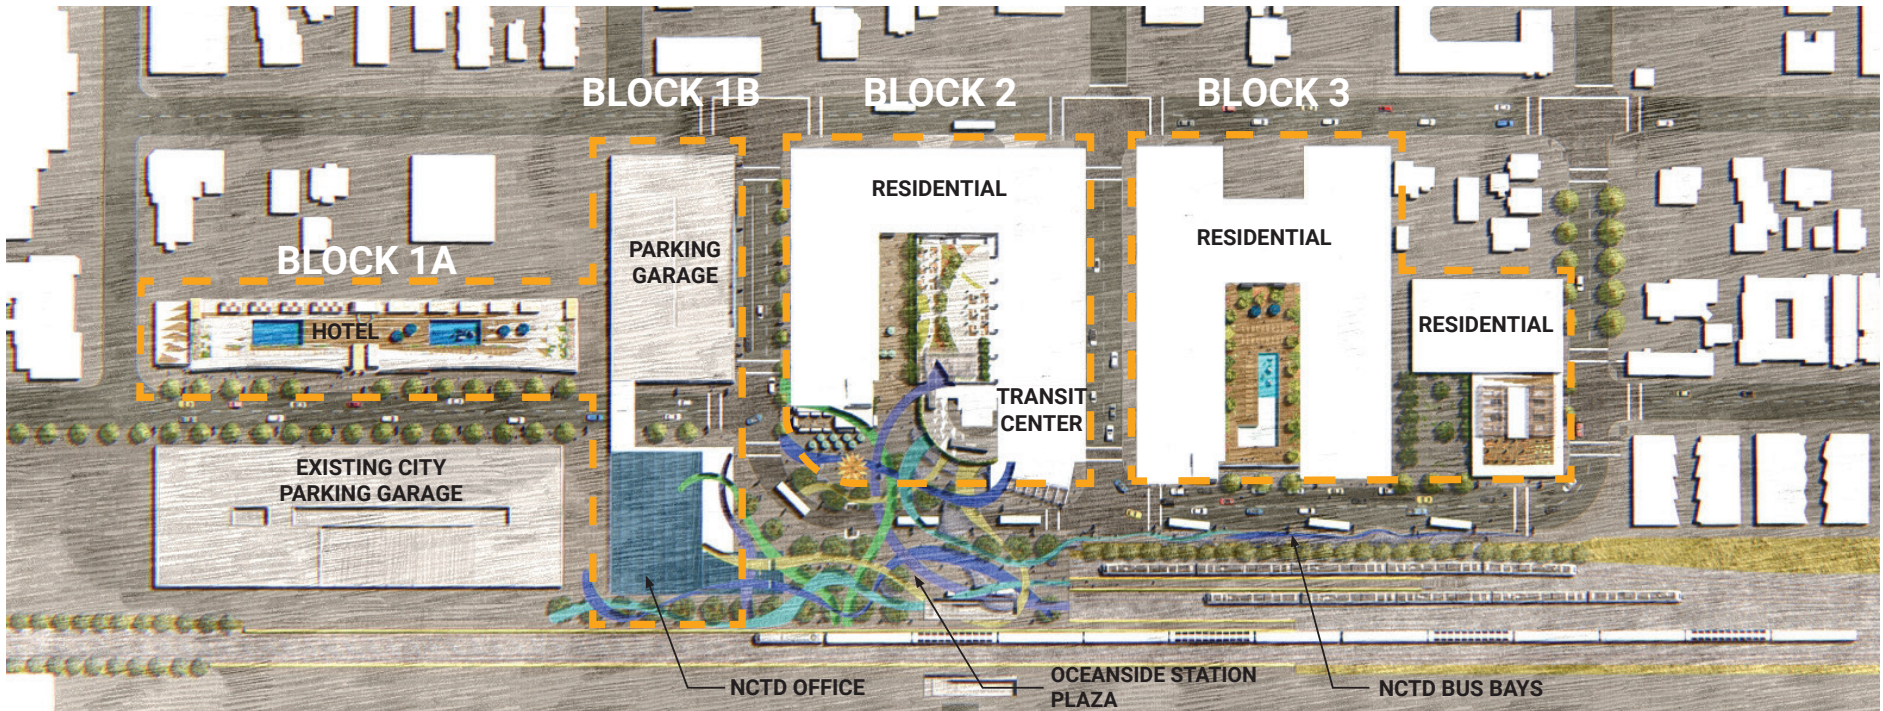 BLOCK 1B
BLOCK 2
BLOCK 3
RESIDENTIAL
PARKING
GARAGE
RESIDENTIAL
BLOCK 1A
HOTEL
RESIDENTIAL
TRANSIT
CENTER
EXISTING CITY
PARKING GARAGE
NCTD OFFICE
OCEANSIDE STATION
PLAZA
NCTD BUS BAYS